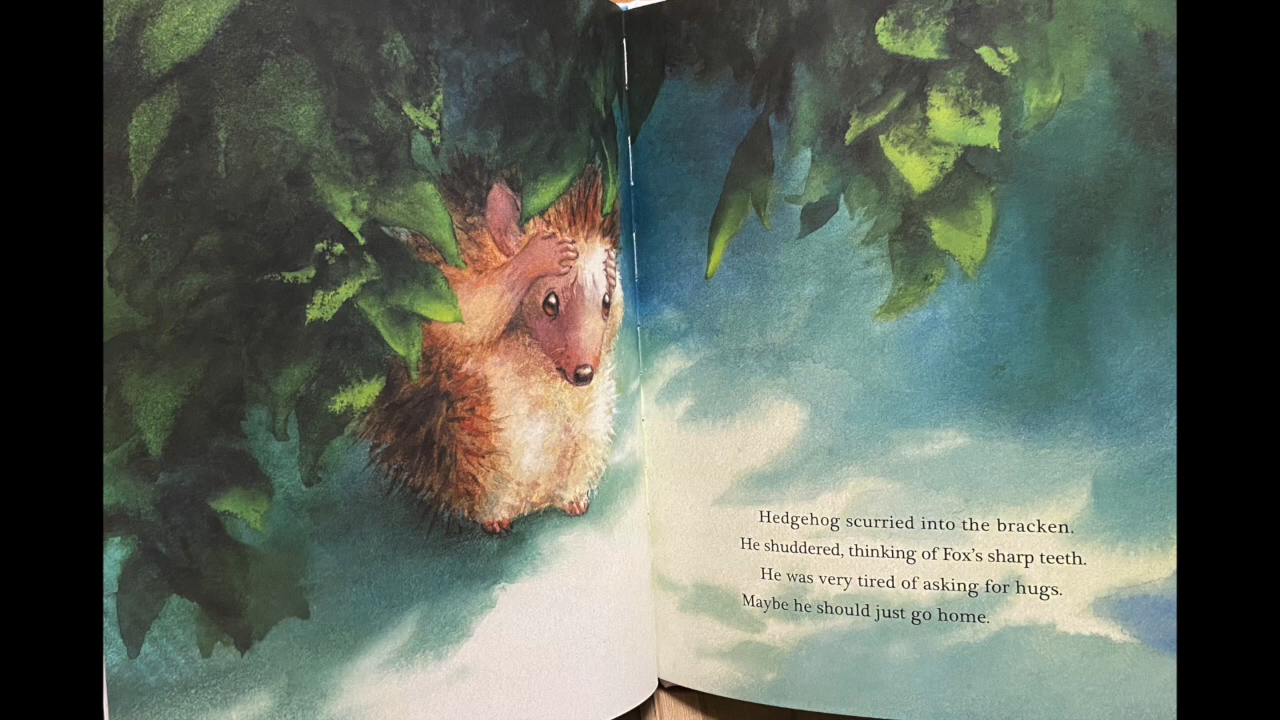 Hedgehog scurried into the bracken.
He shuddered, thinking of Fox’s sharp teeth.
He was very tired of asking for hugs.
Maybe he should just go home.